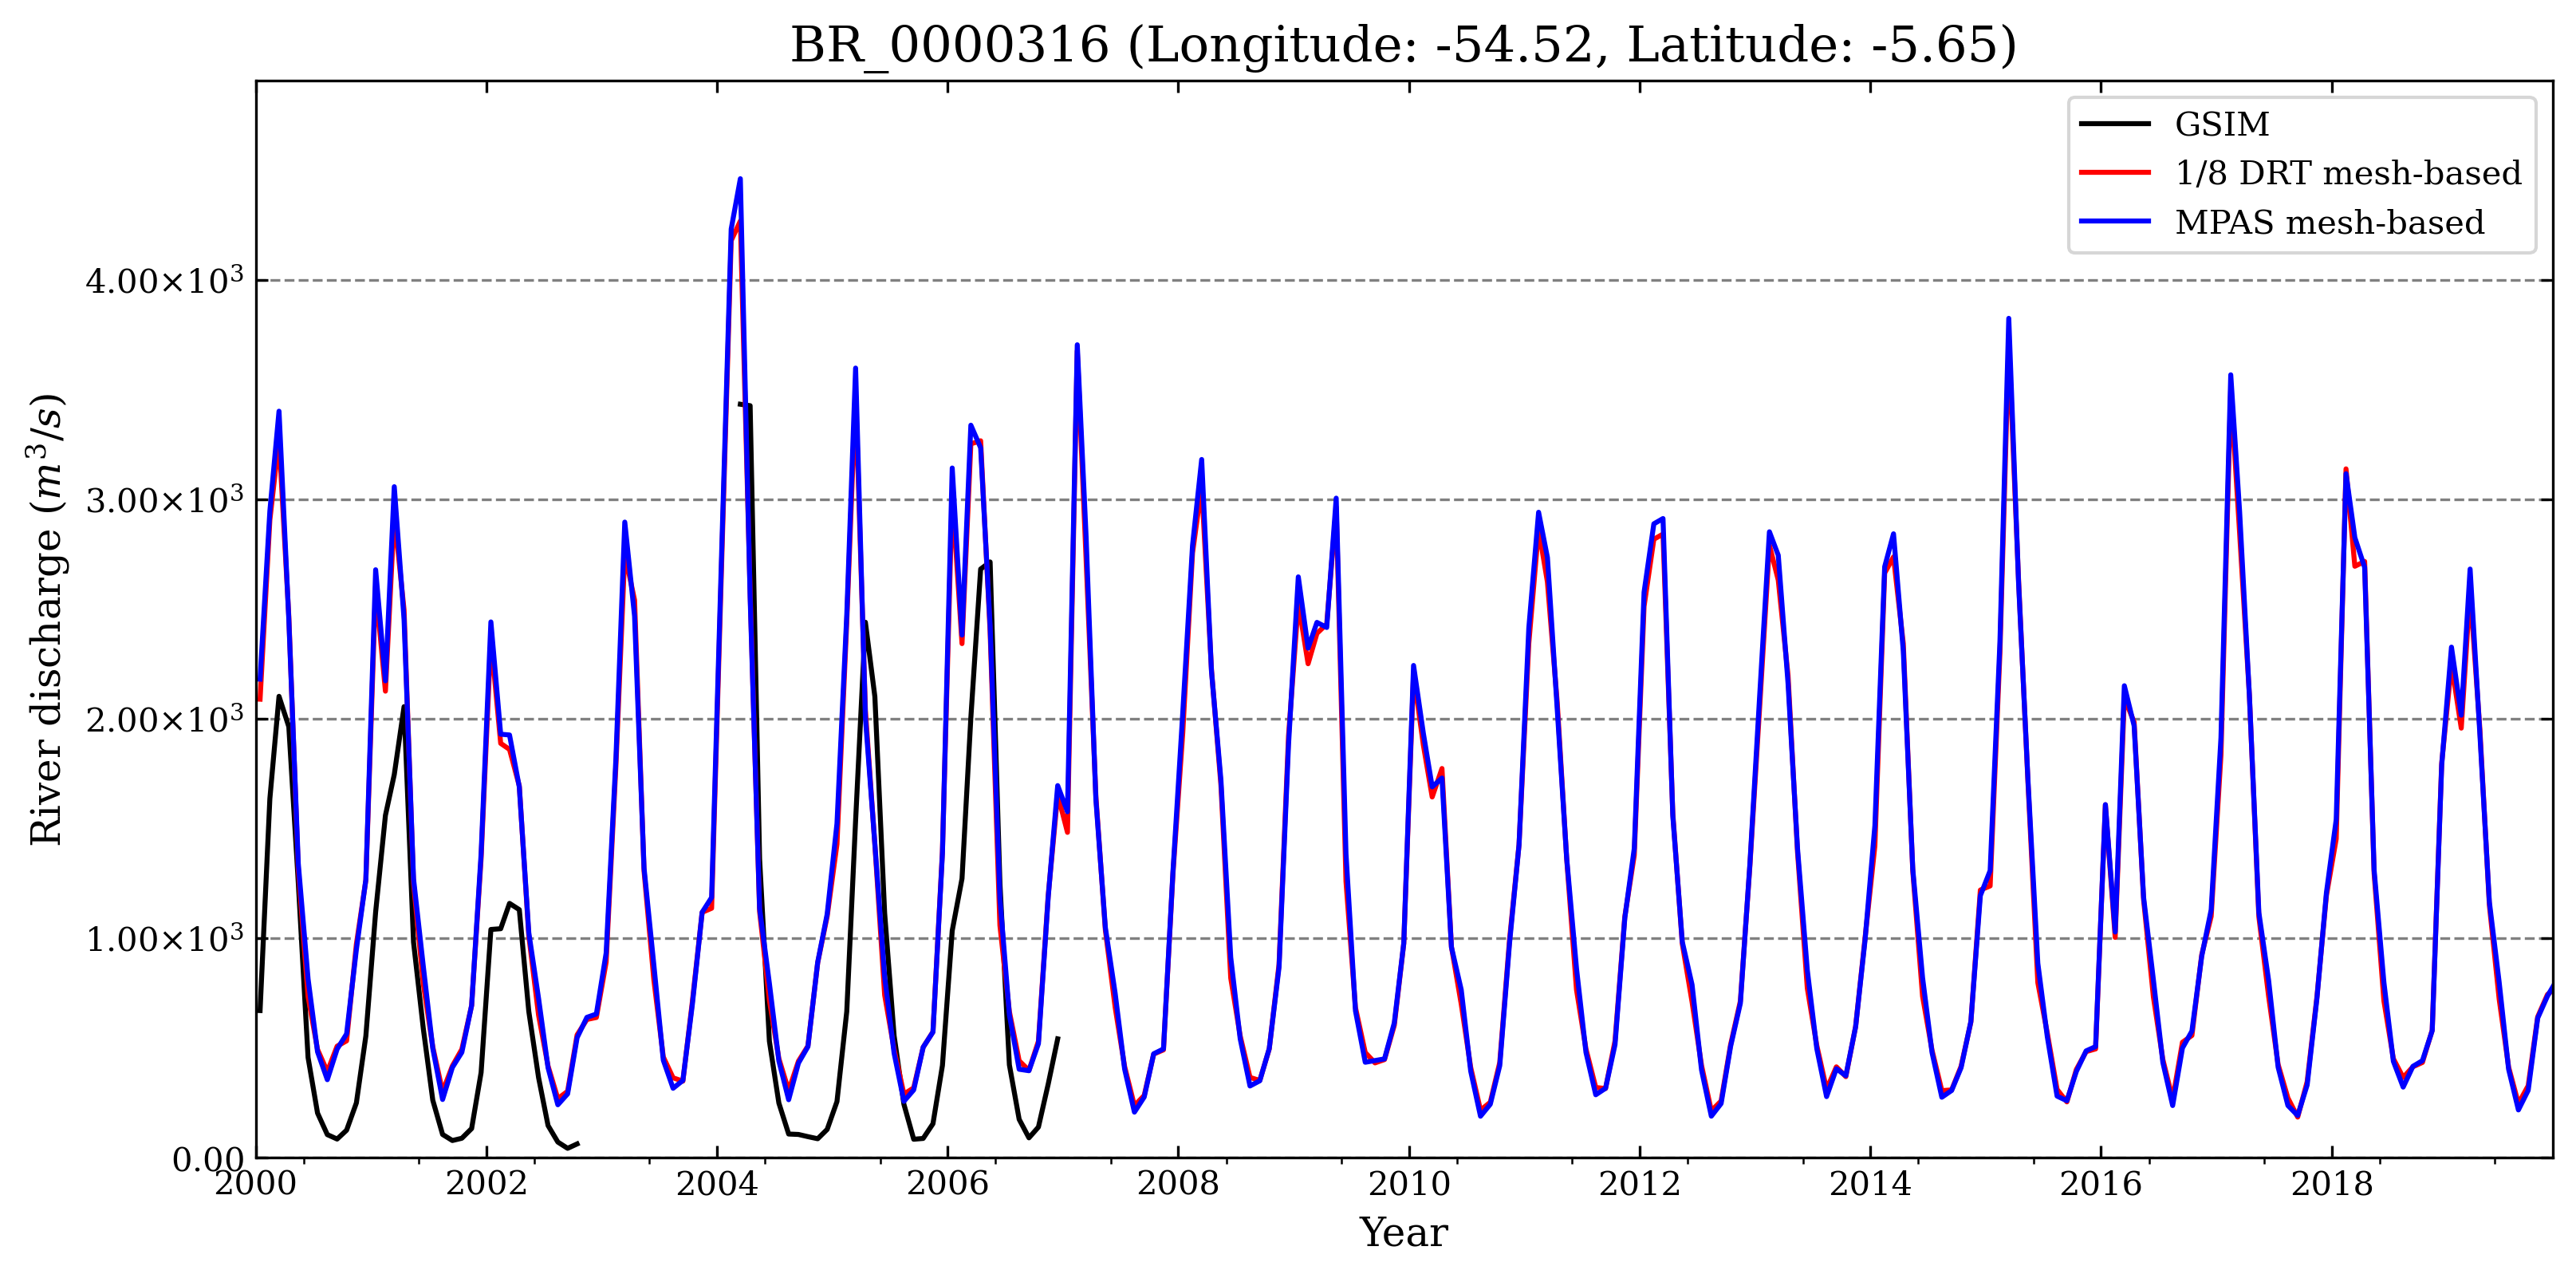 BR_0000316 (Longitude: -54.52, Latitude: -5.65)
GSIM
1/8 DRT mesh-based
MPAS mesh-based
River discharge (m³/s)
4.00×10³
3.00×10³
2.00×10³
1.00×10³
0.00
2000 2002 2004 2006 2008 2010 2012 2014 2016 2018
Year